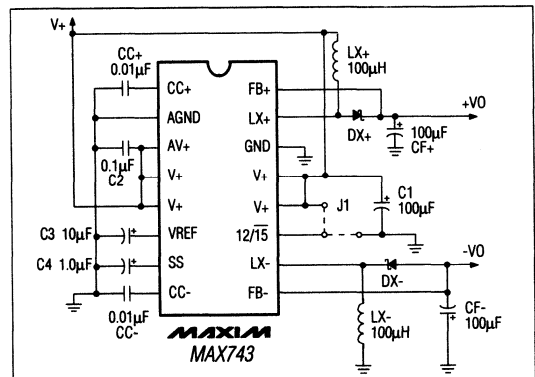 V+
CC+
0.01µF
LX+
100µH
CC+
FB+
+VO
AGND
LX+
DX+
100µF
CF+
AV+
GND
0.1µF
C2
V+
V+
V+
V+
J1
C1
100µF
C3 10µF
VREF
12/15
C4 1.0µF
SS
LX-
-VO
DX-
CC-
FB-
0.01µF
CC-
MAXIM
MAX743
LX-
100µH
CF-
100µF